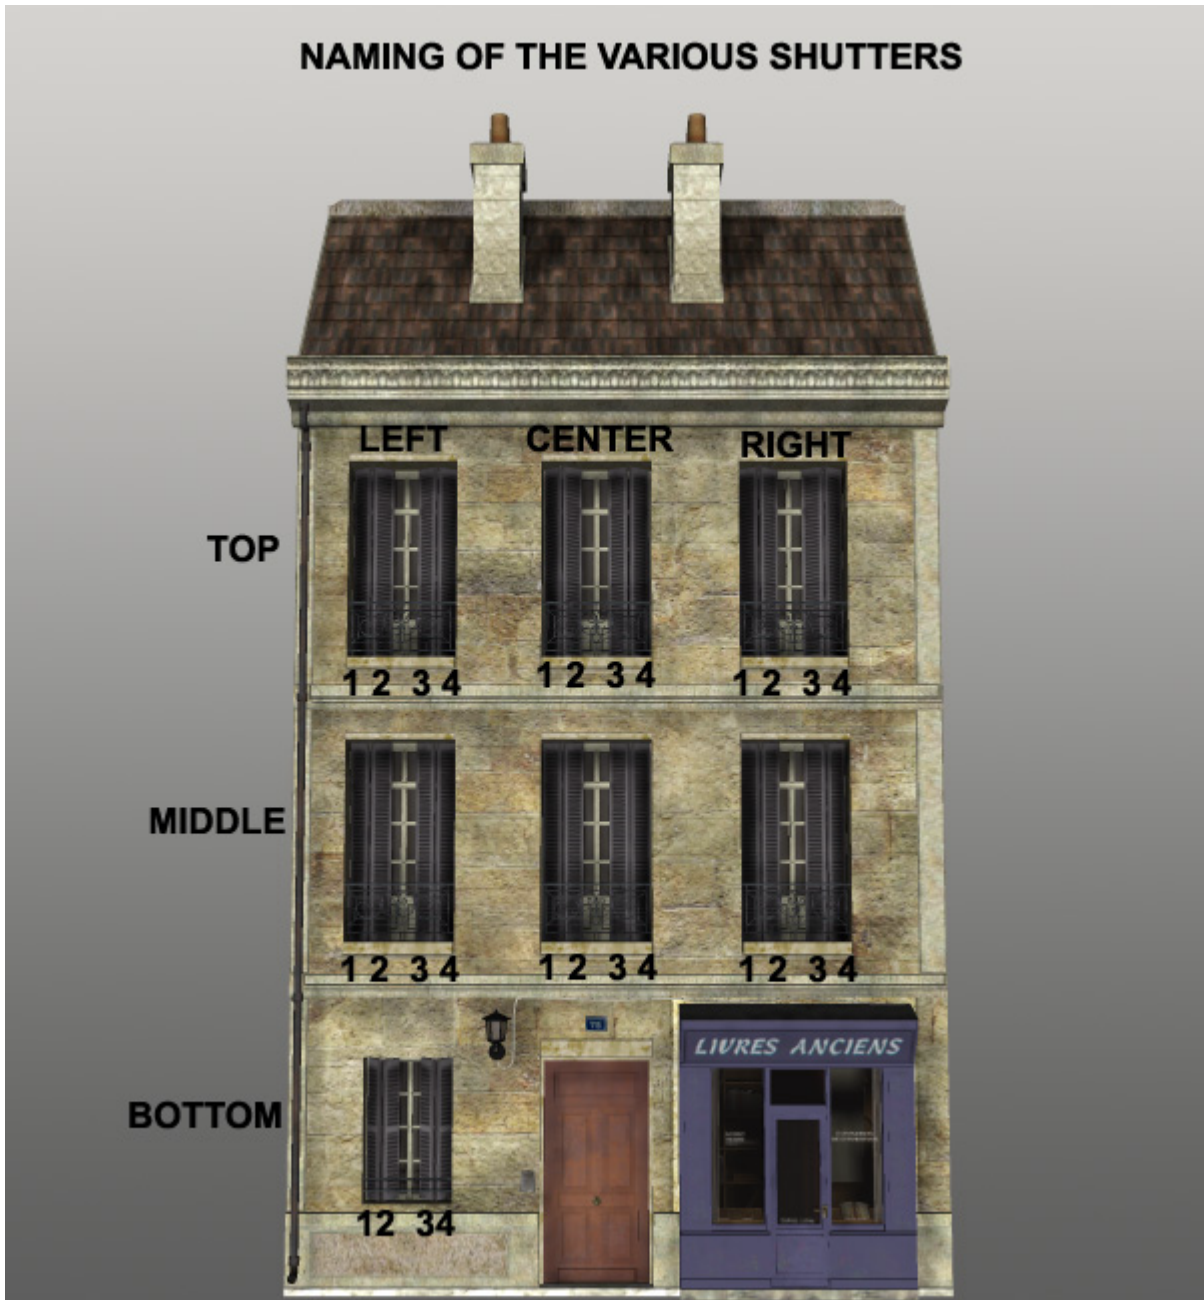 NAMING OF THE VARIOUS SHUTTERS
LEFT CENTER RIGHT
TOP
1 2 3 4 1 2 3 4 1 2 3 4
MIDDLE
1 2 3 4 1 2 3 4 1 2 3 4
LIVRES ANCIENS
BOTTOM
12 34